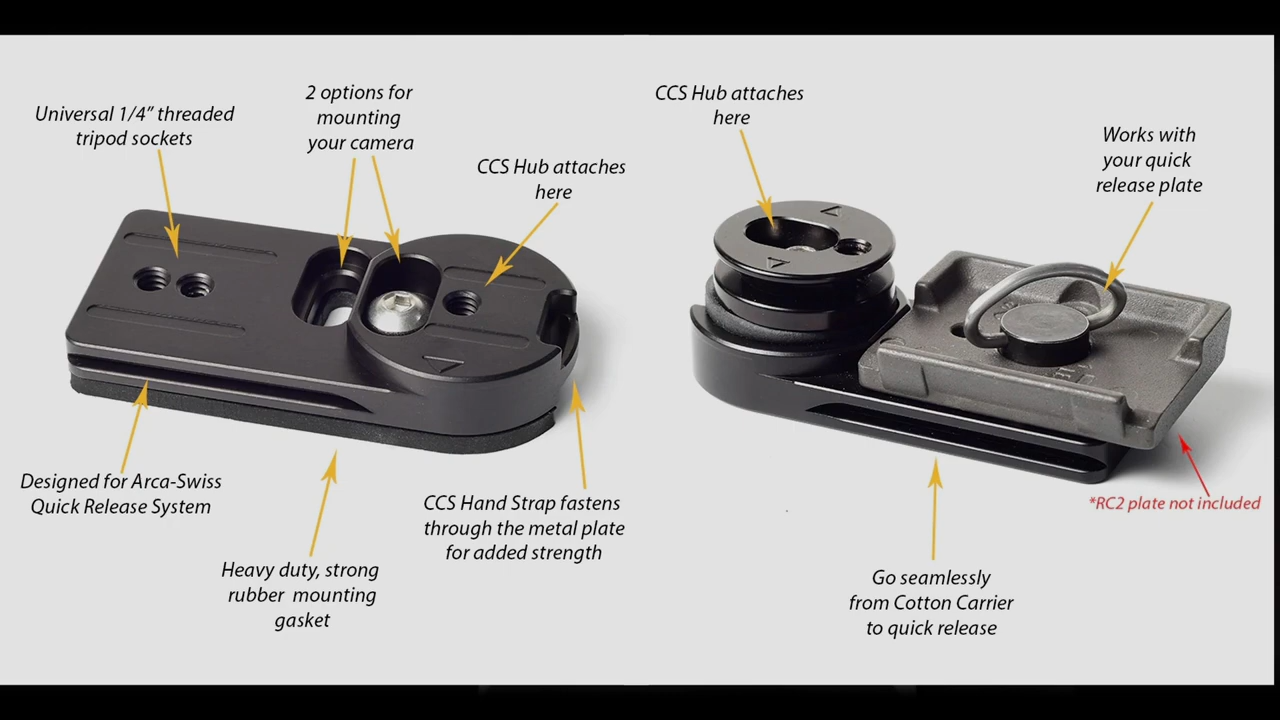 Universal 1/4” threaded
tripod sockets
2 options for
mounting
your camera
CCS Hub attaches
here
Designed for Arca-Swiss
Quick Release System
Heavy duty, strong
rubber mounting
gasket
CCS Hand Strap fastens
through the metal plate
for added strength
CCS Hub attaches
here
Works with
your quick
release plate
*RC2 plate not included
Go seamlessly
from Cotton Carrier
to quick release